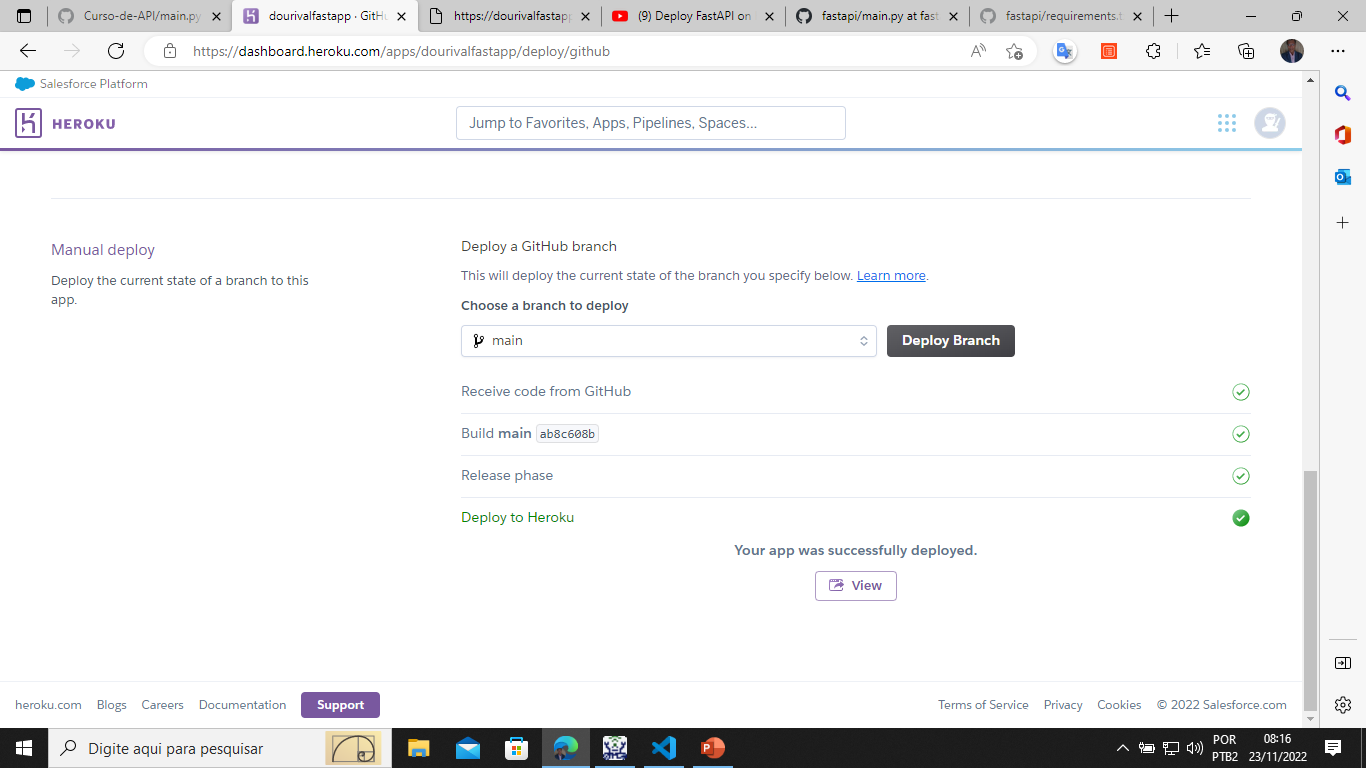 Curso-de-API/main.py
dourivalfastapp · GitHu
https://dourivalfastapp
(9) Deploy FastAPI on
fastapi/main.py at fast
fastapi/requirements.t
https://dashboard.heroku.com/apps/dourivalfastapp/deploy/github
Salesforce Platform
HEROKU
Jump to Favorites, Apps, Pipelines, Spaces...
Manual deploy
Deploy the current state of a branch to this
app.
Deploy a GitHub branch
This will deploy the current state of the branch you specify below. Learn more.
Choose a branch to deploy
main
Deploy Branch
Receive code from GitHub
Build main ab8c608b
Release phase
Deploy to Heroku
Your app was successfully deployed.
View
heroku.com Blogs Careers Documentation Support
Terms of Service Privacy Cookies © 2022 Salesforce.com
Digite aqui para pesquisar
POR
PTB2
08:16
23/11/2022